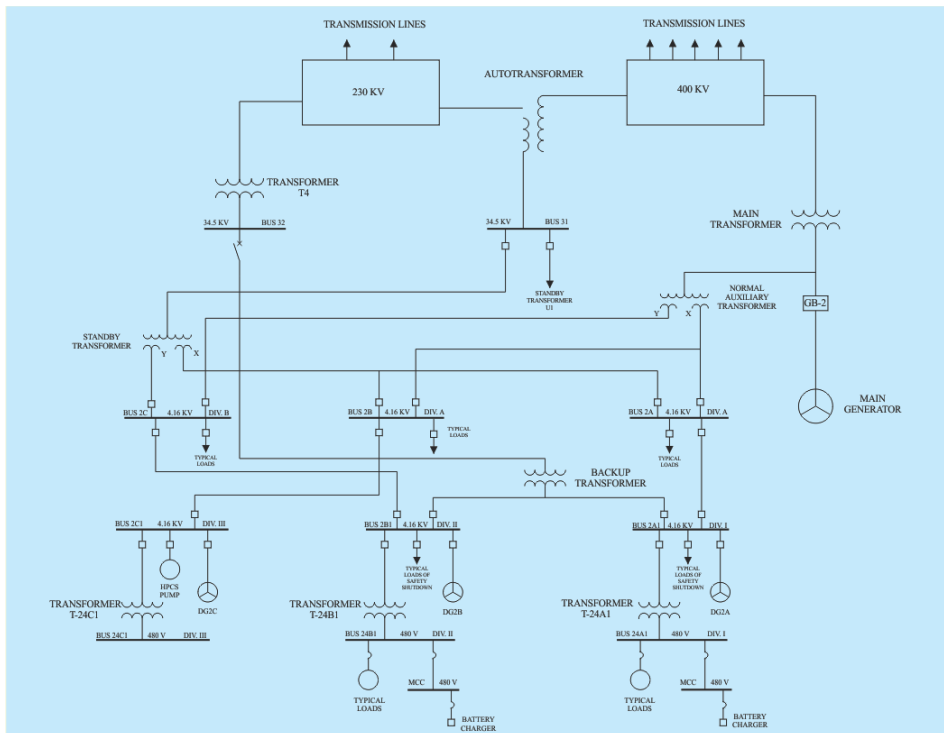 TRANSMISSION LINES
TRANSMISSION LINES
AUTOTRANSFORMER
230 KV
400 KV
TRANSFORMER
T4
34.5 KV BUS 32
34.5 KV BUS 31
MAIN
TRANSFORMER
STANDBY
TRANSFORMER
U1
NORMAL
AUXILIARY
TRANSFORMER
Y X
GB-2
STANDBY
TRANSFORMER
Y X
MAIN
GENERATOR
BUS 2C 4.16 KV DIV. B
BUS 2B 4.16 KV DIV. A
BUS 2A 4.16 KV DIV. A
TYPICAL
LOADS
TYPICAL
LOADS
TYPICAL
LOADS
BACKUP
TRANSFORMER
BUS 2C1 4.16 KV DIV. III
BUS 2B1 4.16 KV DIV. II
BUS 2A1 4.16 KV DIV. I
HPCS
PUMP
DG2C
TYPICAL
LOADS OF
SAFETY
SHUTDOWN
DG2B
TYPICAL
LOADS OF
SAFETY
SHUTDOWN
DG2A
TRANSFORMER
T-24C1
TRANSFORMER
T-24B1
TRANSFORMER
T-24A1
BUS 24C1 480 V DIV. III
BUS 24B1 480 V DIV. II
BUS 24A1 480 V DIV. I
TYPICAL
LOADS
MCC 480 V
BATTERY
CHARGER
TYPICAL
LOADS
MCC 480 V
BATTERY
CHARGER